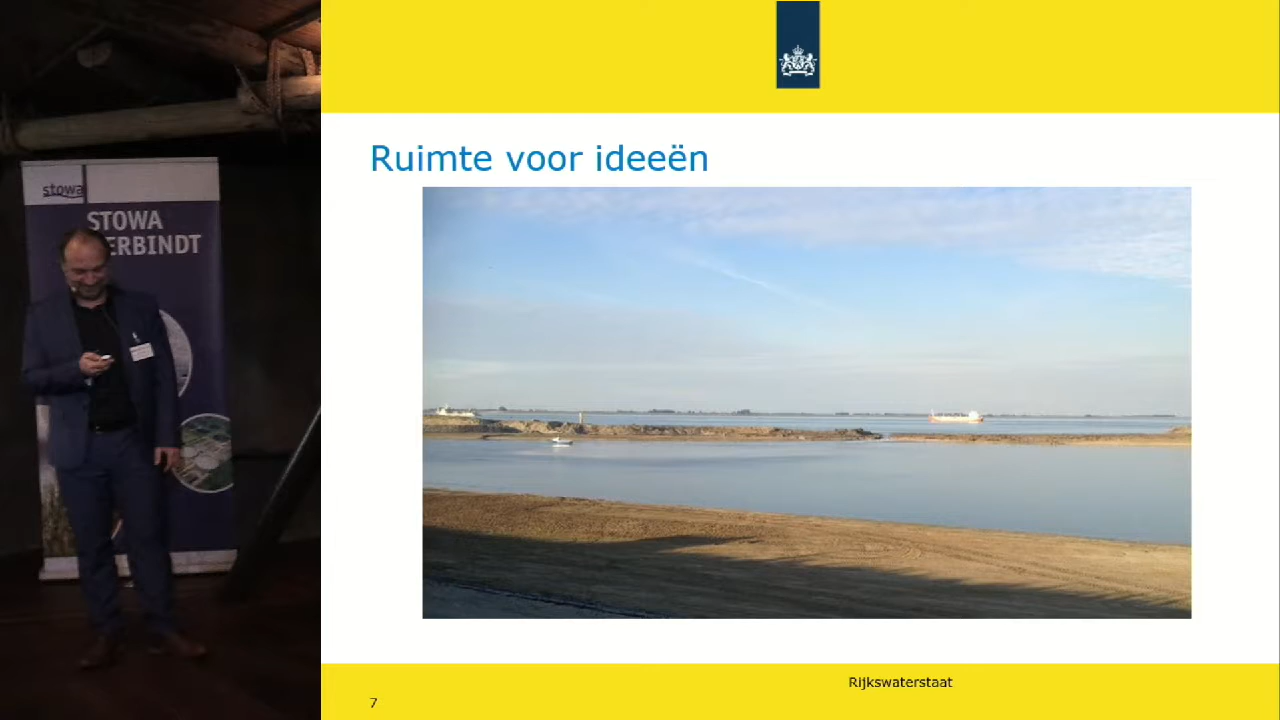 stowa
STOWA
ERBINDT
Ruimte voor ideeën
Rijkswaterstaat
7